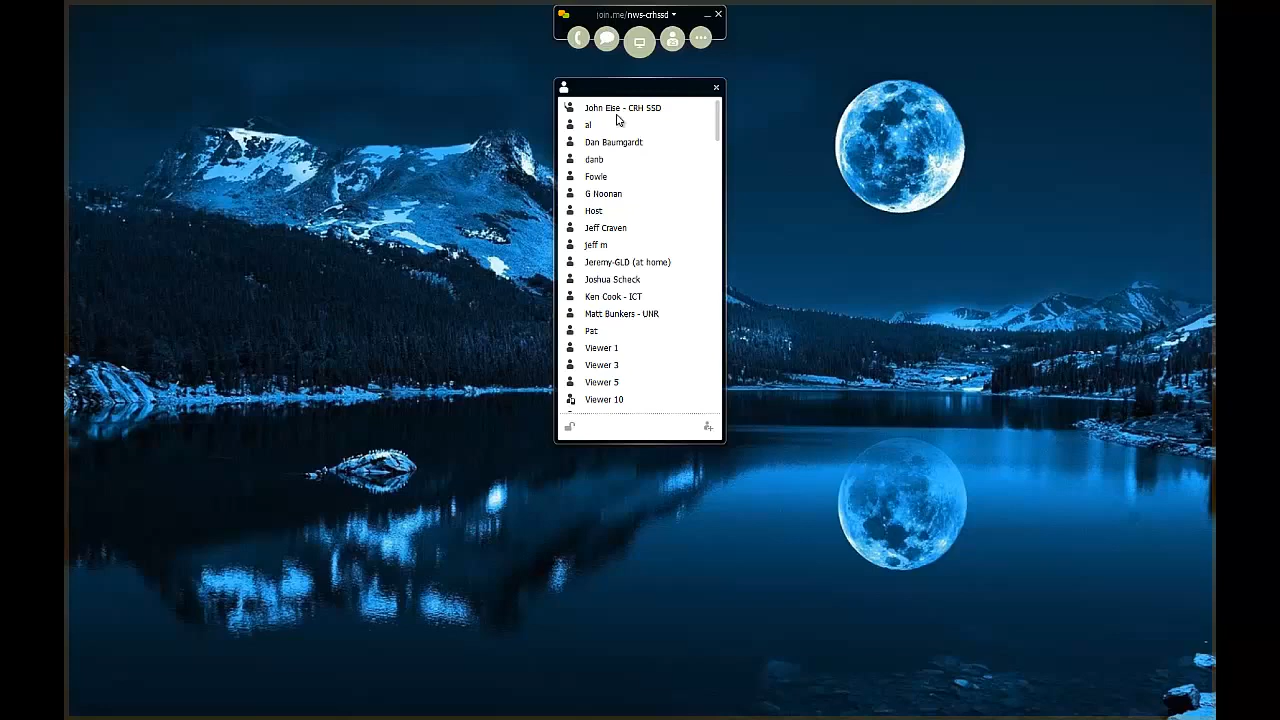 join.me/nws-crhssd
John Eise - CRH SSD
al
Dan Baumgardt
danb
Fowle
G Noonan
Host
Jeff Craven
jeff m
Jeremy-GLD (at home)
Joshua Scheck
Ken Cook - ICT
Matt Bunkers - UNR
Pat
Viewer 1
Viewer 3
Viewer 5
Viewer 10